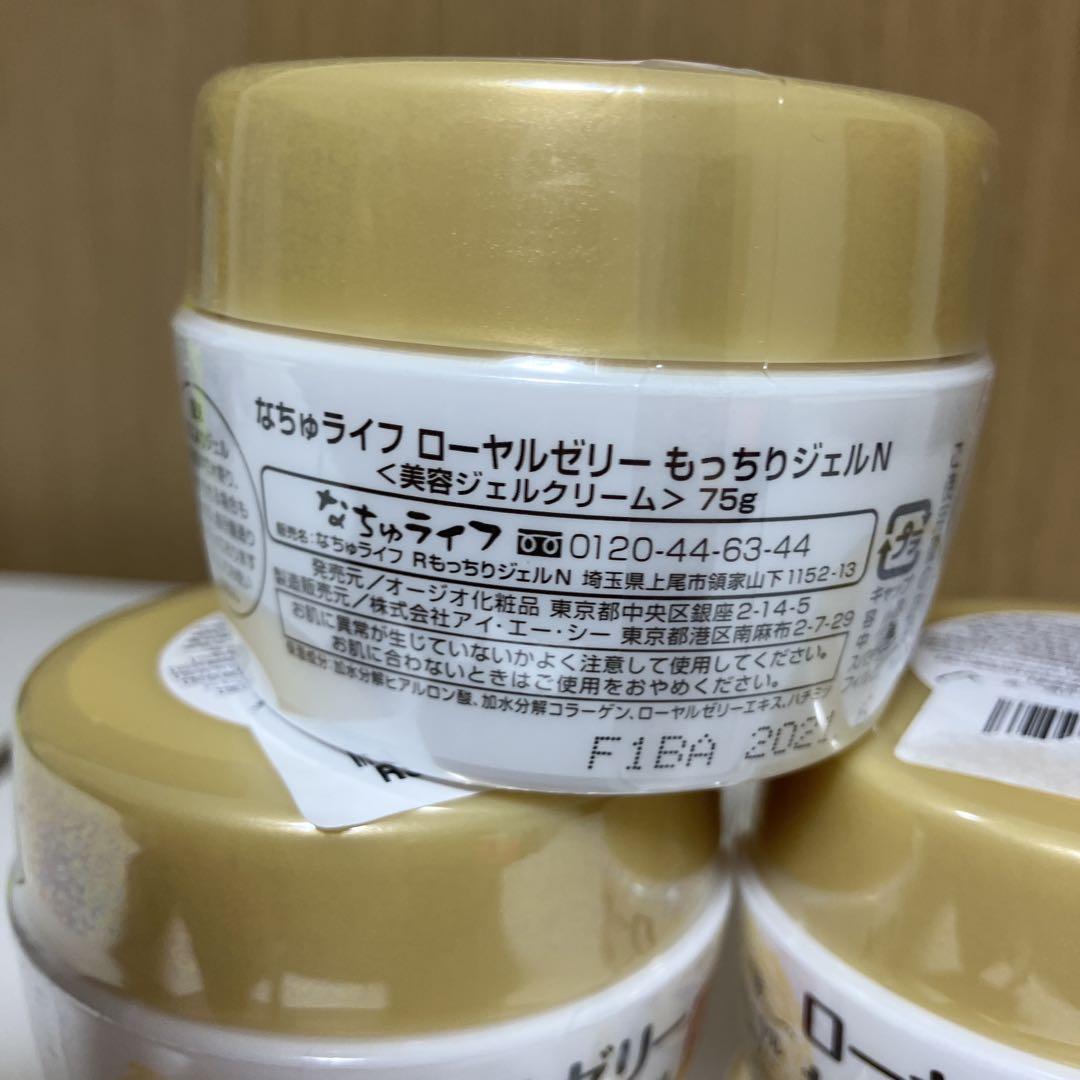 なちゅライフ ローヤルゼリー もっちりジェルN
<美容ジェルクリーム> 75g
なちゅライフ 0120-44-63-44
販売名:なちゅライフ RもっちりジェルN 埼玉県上尾市領家山下1152-13
発売元/オージオ化粧品 東京都中央区銀座2-14-5
製造販売元/株式会社アイ・エー・シー 東京都港区南麻布2-7-29
お肌に異常が生じていないかよく注意して使用してください。
お肌に合わないときはご使用をおやめください。
保湿成分:加水分解ヒアルロン酸、加水分解コラーゲン、ローヤルゼリーエキス、ハチミツ
F1BA
プラ
ゼリー
ロー